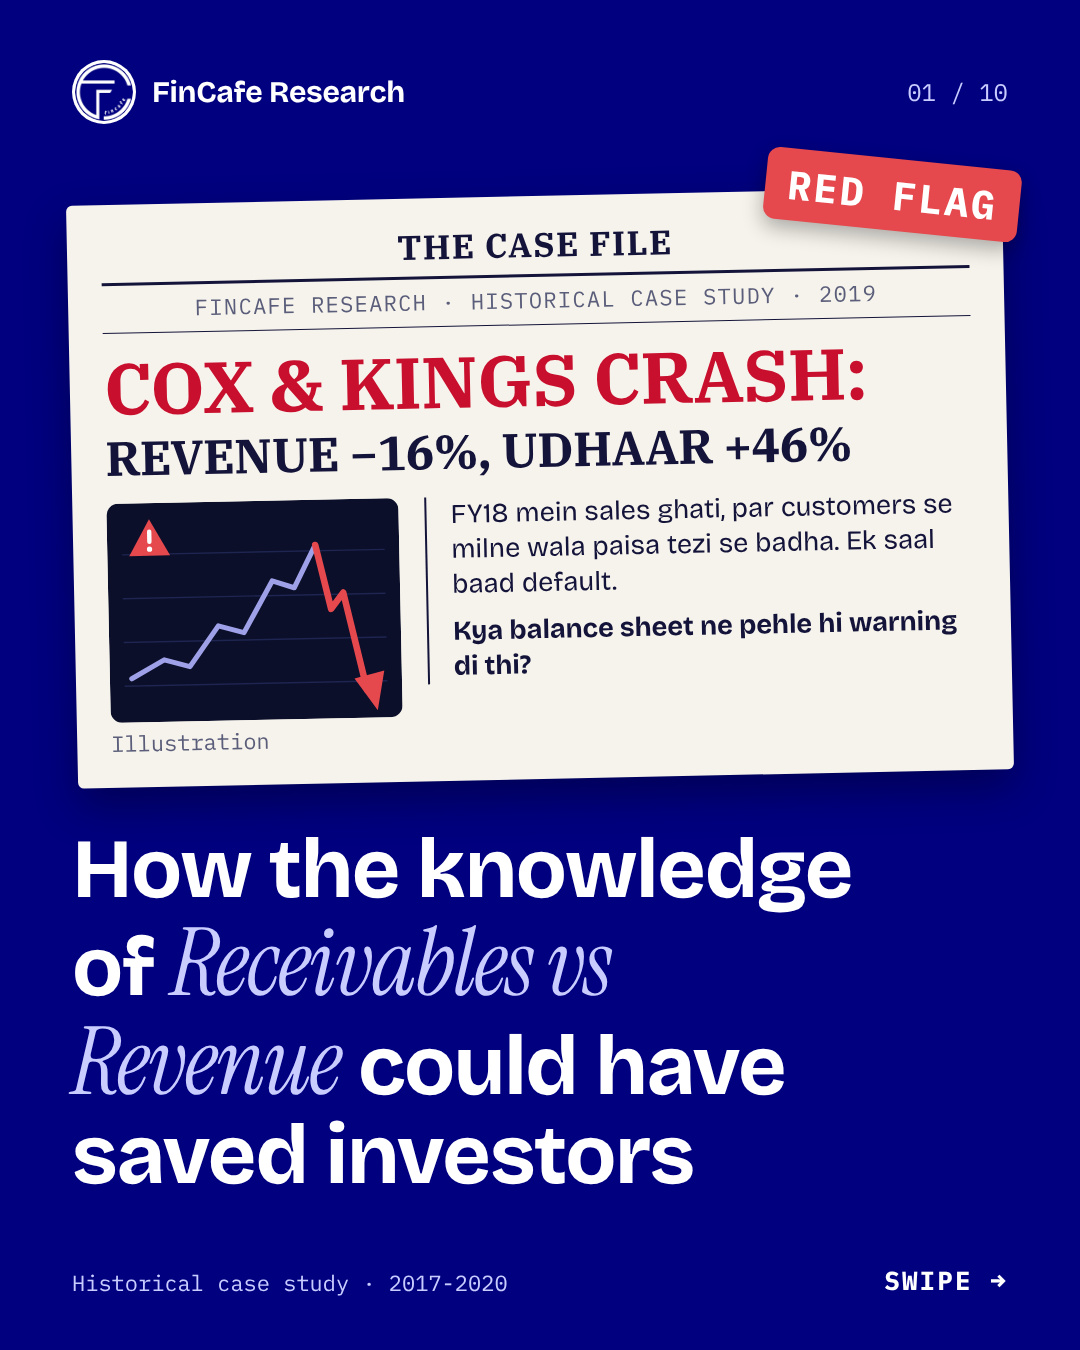 FinCafe Research
01 / 10
RED FLAG
THE CASE FILE
FINCAFE RESEARCH · HISTORICAL CASE STUDY · 2019
COX & KINGS CRASH:
REVENUE −16%, UDHAAR +46%
FY18 mein sales ghati, par customers se
milne wala paisa tezi se badha. Ek saal
baad default.
Kya balance sheet ne pehle hi warning
di thi?
Illustration
How the knowledge
of Receivables vs
Revenue could have
saved investors
Historical case study · 2017-2020
SWIPE →